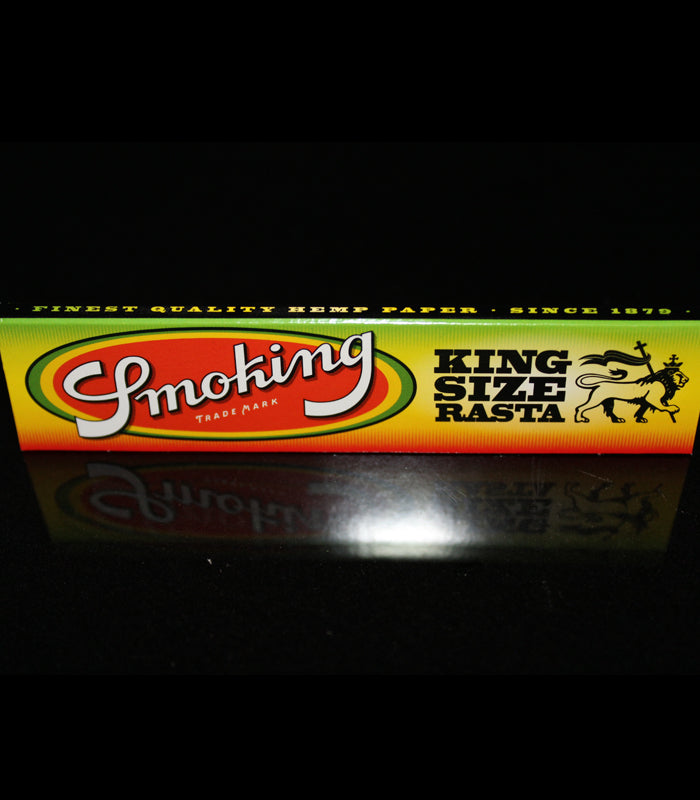 · FINEST QUALITY HEMP PAPER · SINCE 1879
Smoking
TRADE MARK
KING
SIZE
RASTA